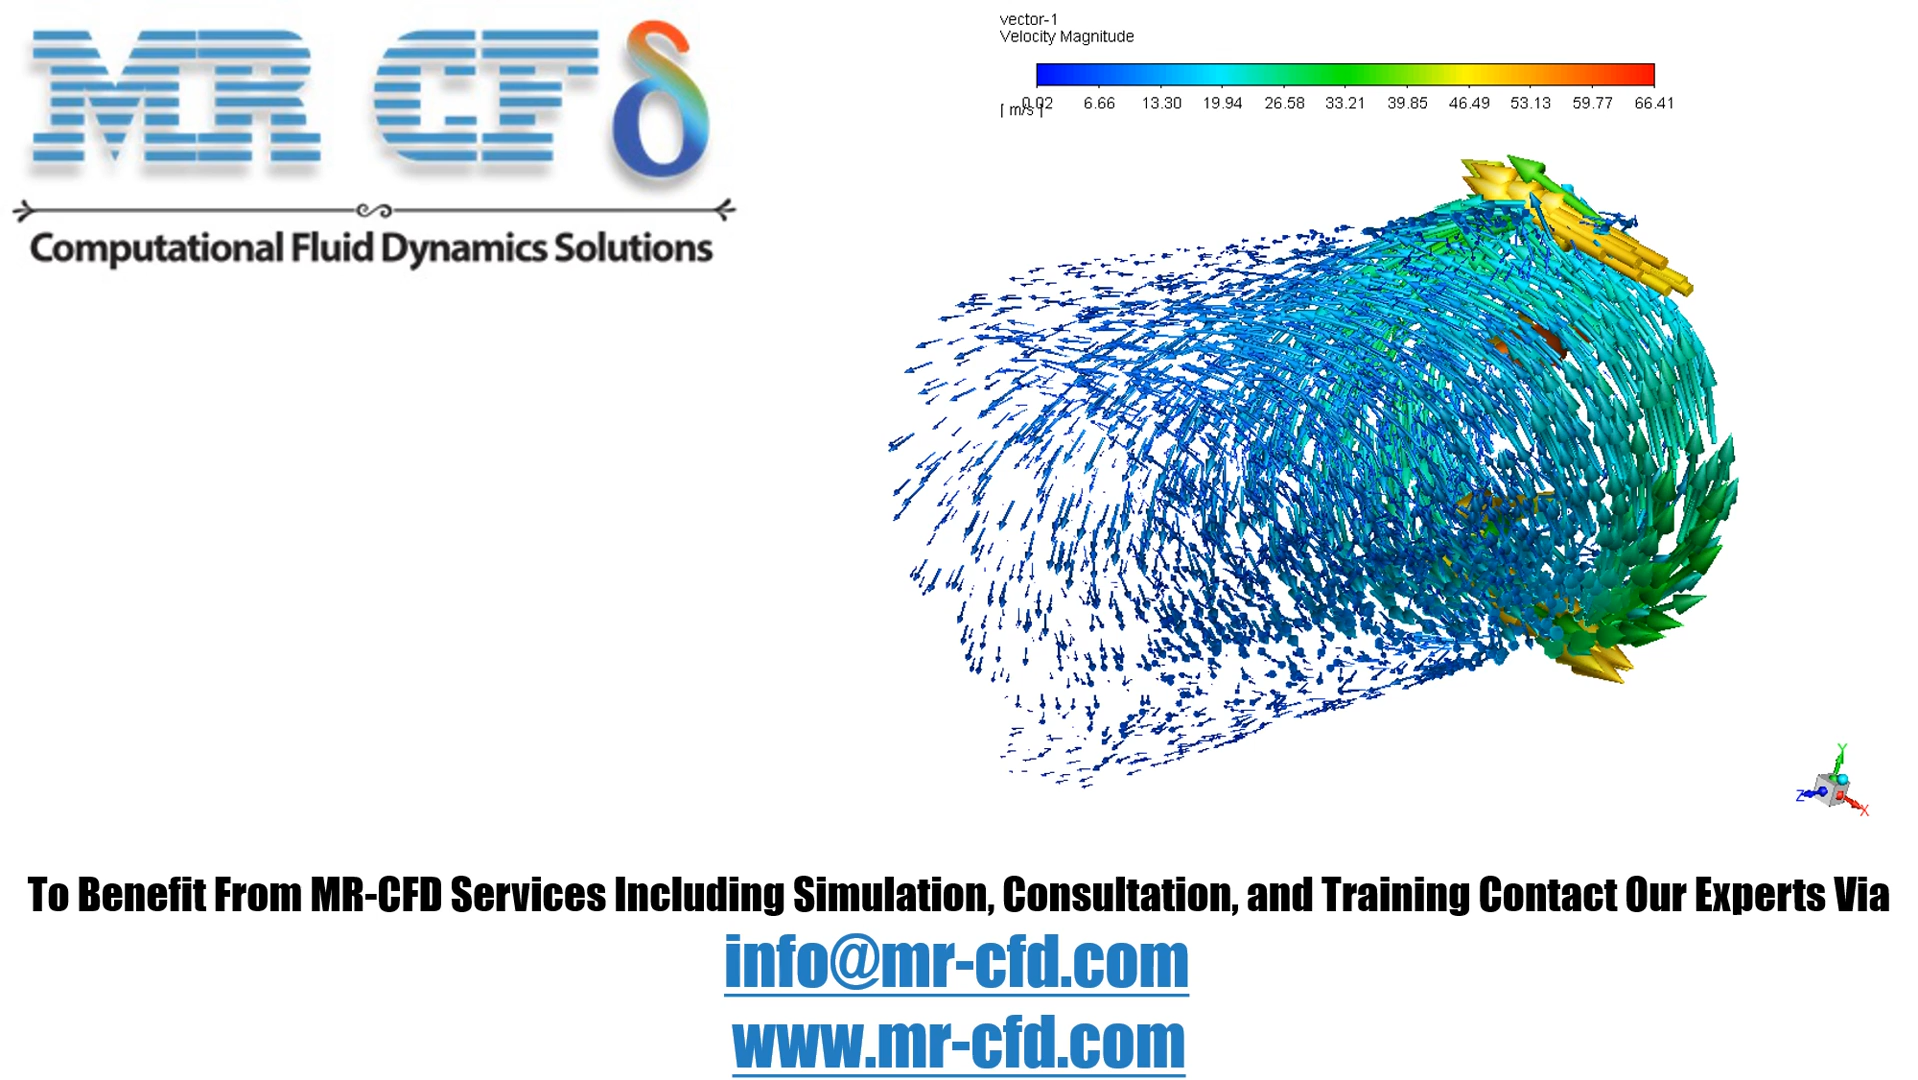 MR CFδ
Computational Fluid Dynamics Solutions
vector-1
Velocity Magnitude
0.02 6.66 13.30 19.94 26.58 33.21 39.85 46.49 53.13 59.77 66.41
[ m/s ]
Y
Z
X
To Benefit From MR-CFD Services Including Simulation, Consultation, and Training Contact Our Experts Via
info@mr-cfd.com
www.mr-cfd.com